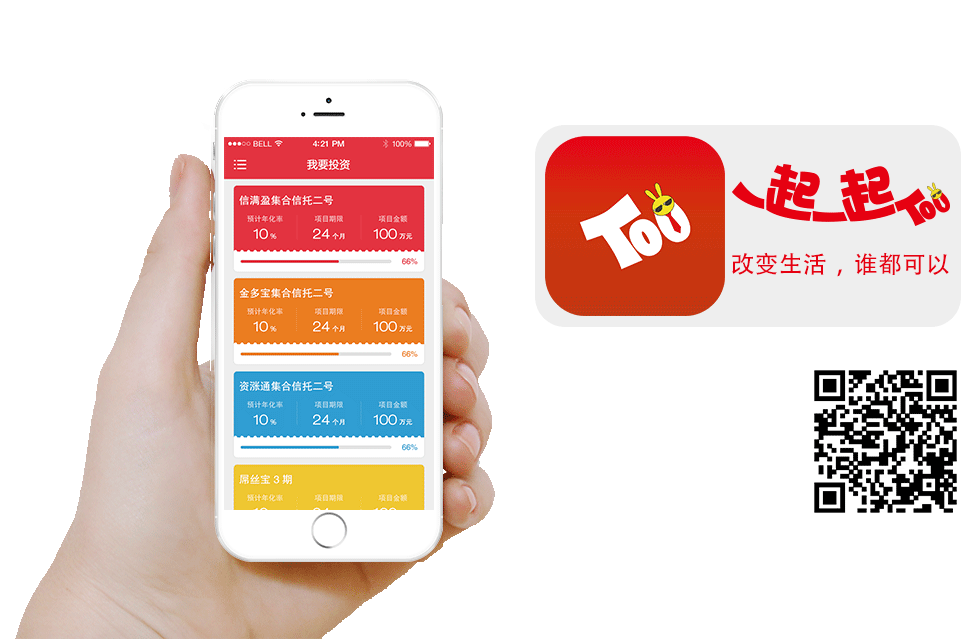 BELL 4:21 PM 100%
我要投资
信满盈集合信托二号
预计年化率 项目期限 项目金额
10% 24个月 100万元
66%
金多宝集合信托二号
预计年化率 项目期限 项目金额
10% 24个月 100万元
66%
资涨通集合信托二号
预计年化率 项目期限 项目金额
10% 24个月 100万元
66%
屌丝宝 3 期
预计年化率 项目期限 项目金额
TOU
一起一起TOU
改变生活，谁都可以